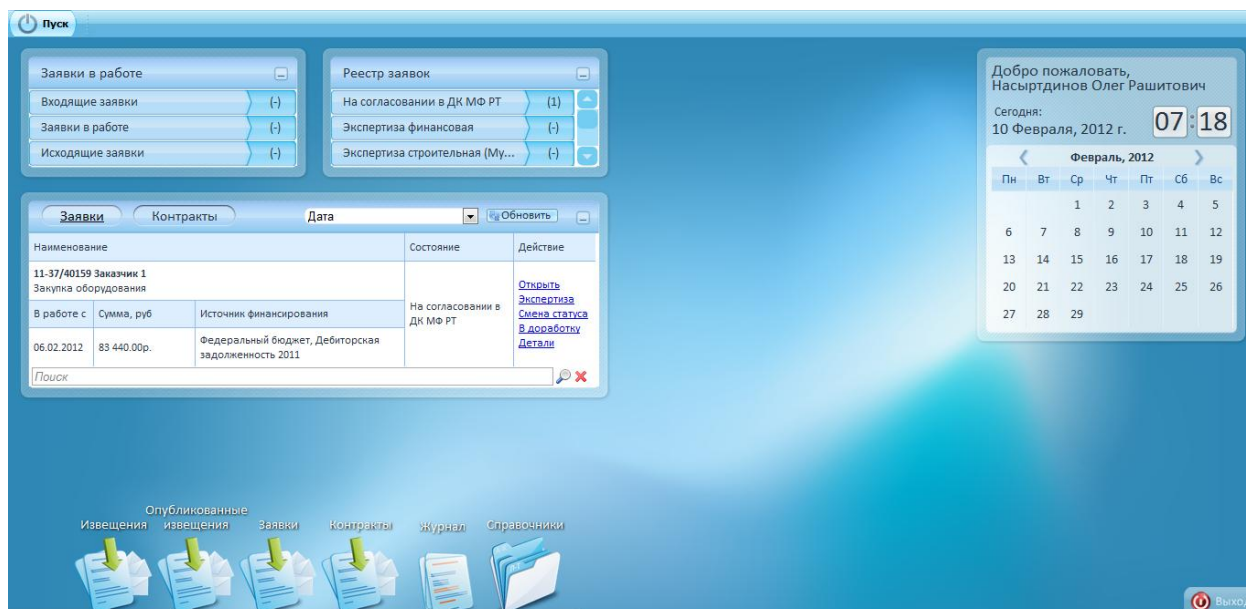 Пуск
Заявки в работе
Входящие заявки (-)
Заявки в работе (-)
Исходящие заявки (-)
Реестр заявок
На согласовании в ДК МФ РТ (1)
Экспертиза финансовая (-)
Экспертиза строительная (Му... (-)
Добро пожаловать,
Насыртдинов Олег Рашитович
Сегодня:
10 Февраля, 2012 г.
07:18
Февраль, 2012
Пн Вт Ср Чт Пт Сб Вс
1 2 3 4 5
6 7 8 9 10 11 12
13 14 15 16 17 18 19
20 21 22 23 24 25 26
27 28 29
Заявки Контракты Дата Обновить
Наименование Состояние Действие
11-37/40159 Заказчик 1
Закупка оборудования
В работе с Сумма, руб Источник финансирования
06.02.2012 83 440.00р. Федеральный бюджет, Дебиторская
задолженность 2011
На согласовании в
ДК МФ РТ
Открыть
Экспертиза
Смена статуса
В доработку
Детали
Поиск
Извещения
Опубликованные
извещения
Заявки
Контракты
Журнал
Справочники
Выход